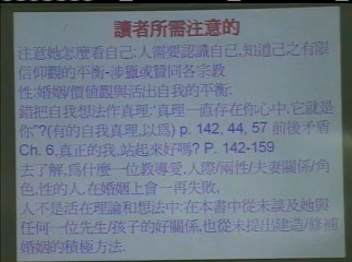 讀者所需注意的
注意她怎麼看自己:人需要認識自己,知道己之有限
信仰觀的平衡-涉獵或贊同各宗教
性:婚姻/價值觀與活出自我的平衡:
錯把自我想法作真理:‘真理一直存在你心中,它就是
你”?(有的自我真理,以為) p. 142, 44, 57 前後矛盾
Ch. 6,真正的我,站起來好嗎? P. 142-159
去了解,為什麼一位教導愛,人際/兩性/夫妻關係/角
色,性的人,在婚姻上會一再失敗,
人不是活在理論和想法中:在本書中從未談及她與
任何一位先生/孩子的好關係,也從未提出建造/修補
婚姻的積極方法.